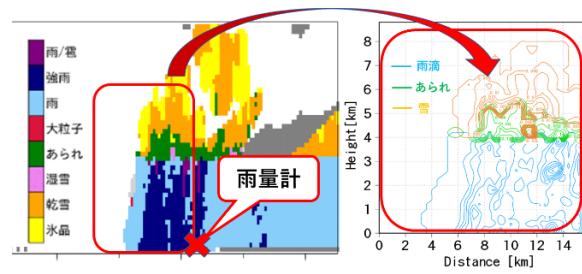 雨/雹
強雨
雨
大粒子
あられ
湿雪
乾雪
氷晶
雨量計
雨滴
あられ
雪
Height[km]
8
7
6
5
4
3
2
1
0
0 2 4 6 8 10 12 14
Distance [km]